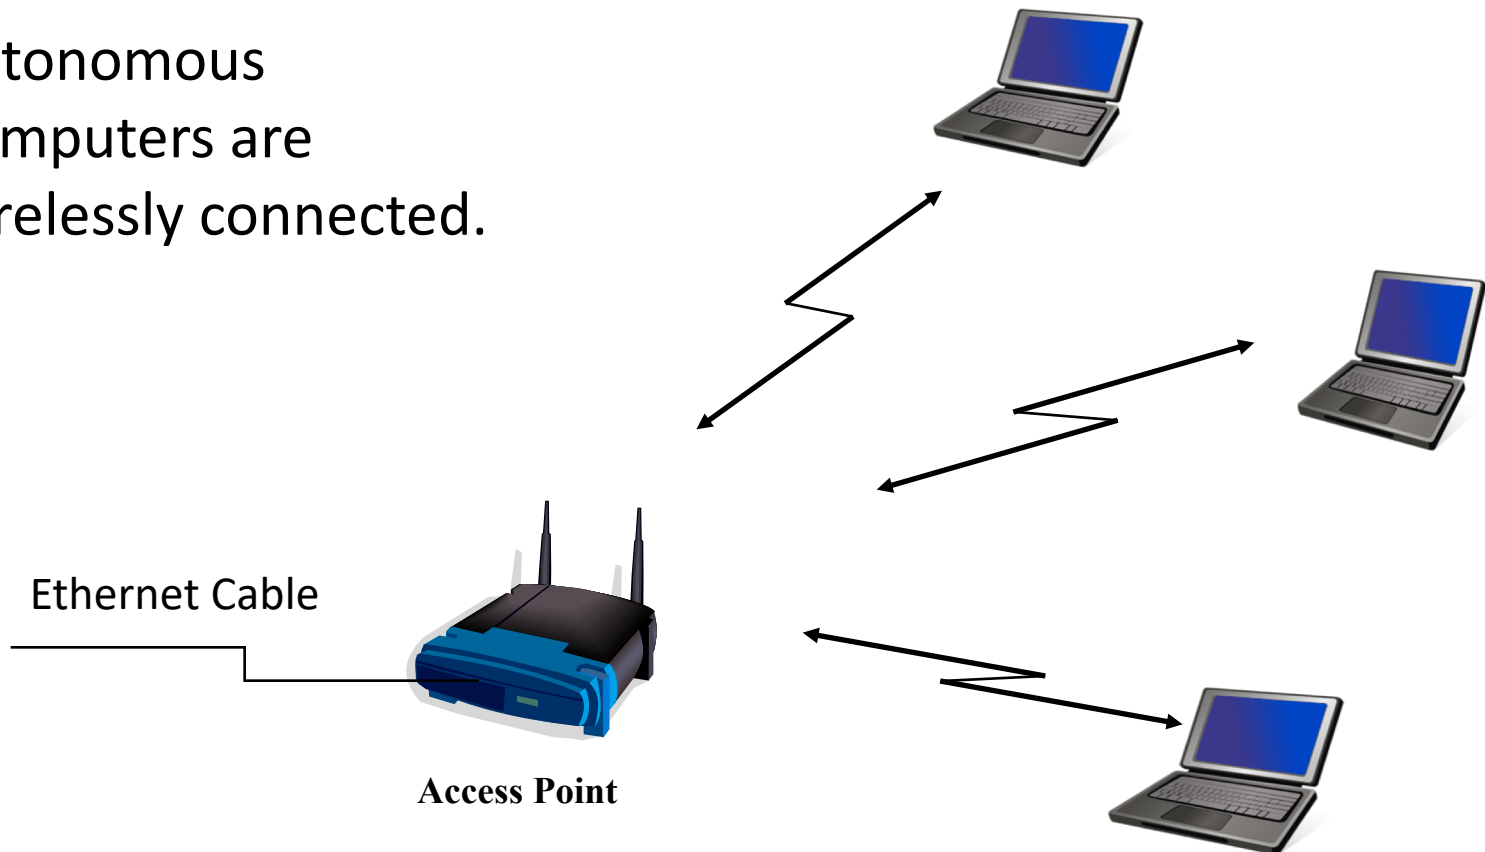 tonomous
mputers are
relessly connected.
Ethernet Cable
Access Point